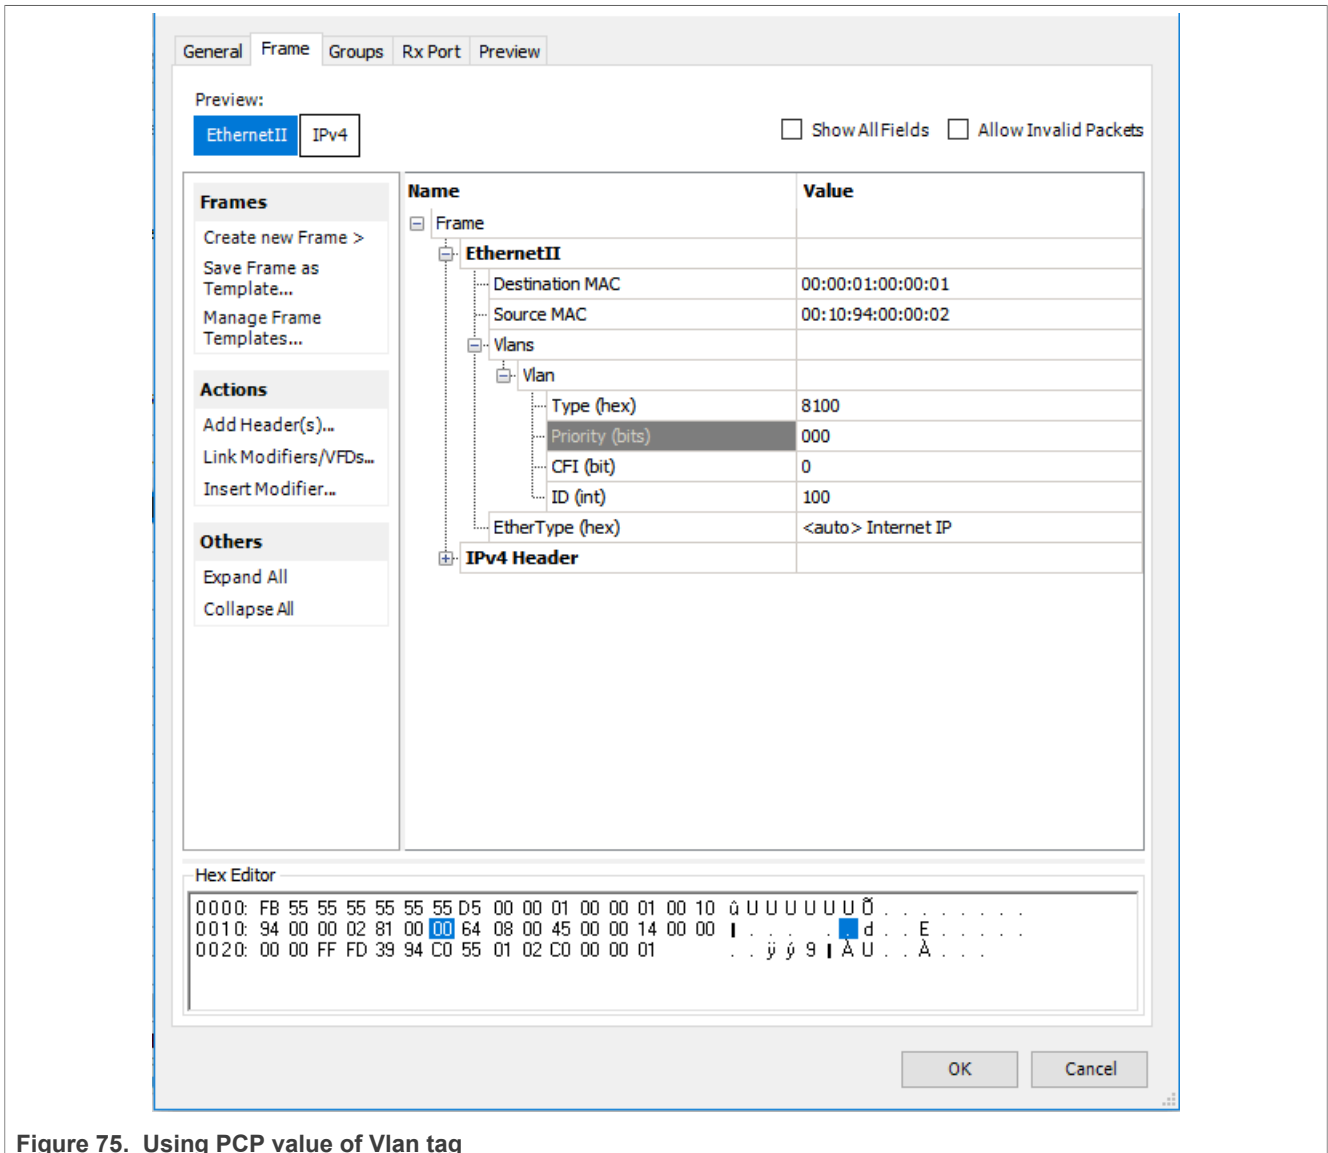 General Frame Groups Rx Port Preview
Preview:
EthernetII IPv4
Show All Fields Allow Invalid Packets
Frames
Create new Frame >
Save Frame as
Template...
Manage Frame
Templates...
Actions
Add Header(s)...
Link Modifiers/VFDs...
Insert Modifier...
Others
Expand All
Collapse All
Name Value
Frame
EthernetII
Destination MAC 00:00:01:00:00:01
Source MAC 00:10:94:00:00:02
Vlans
Vlan
Type (hex) 8100
Priority (bits) 000
CFI (bit) 0
ID (int) 100
EtherType (hex) <auto> Internet IP
IPv4 Header
Hex Editor
0000: FB 55 55 55 55 55 55 D5 00 00 01 00 00 01 00 10 û U U U U U U Õ . . . . . . . .
0010: 94 00 00 02 81 00 00 64 08 00 45 00 00 14 00 00 . . . . . d . . E . . . . .
0020: 00 00 FF FD 39 94 C0 55 01 02 C0 00 00 01 . . ÿ ý 9 À U . . À . . .
OK Cancel
Figure 75. Using PCP value of Vlan tag